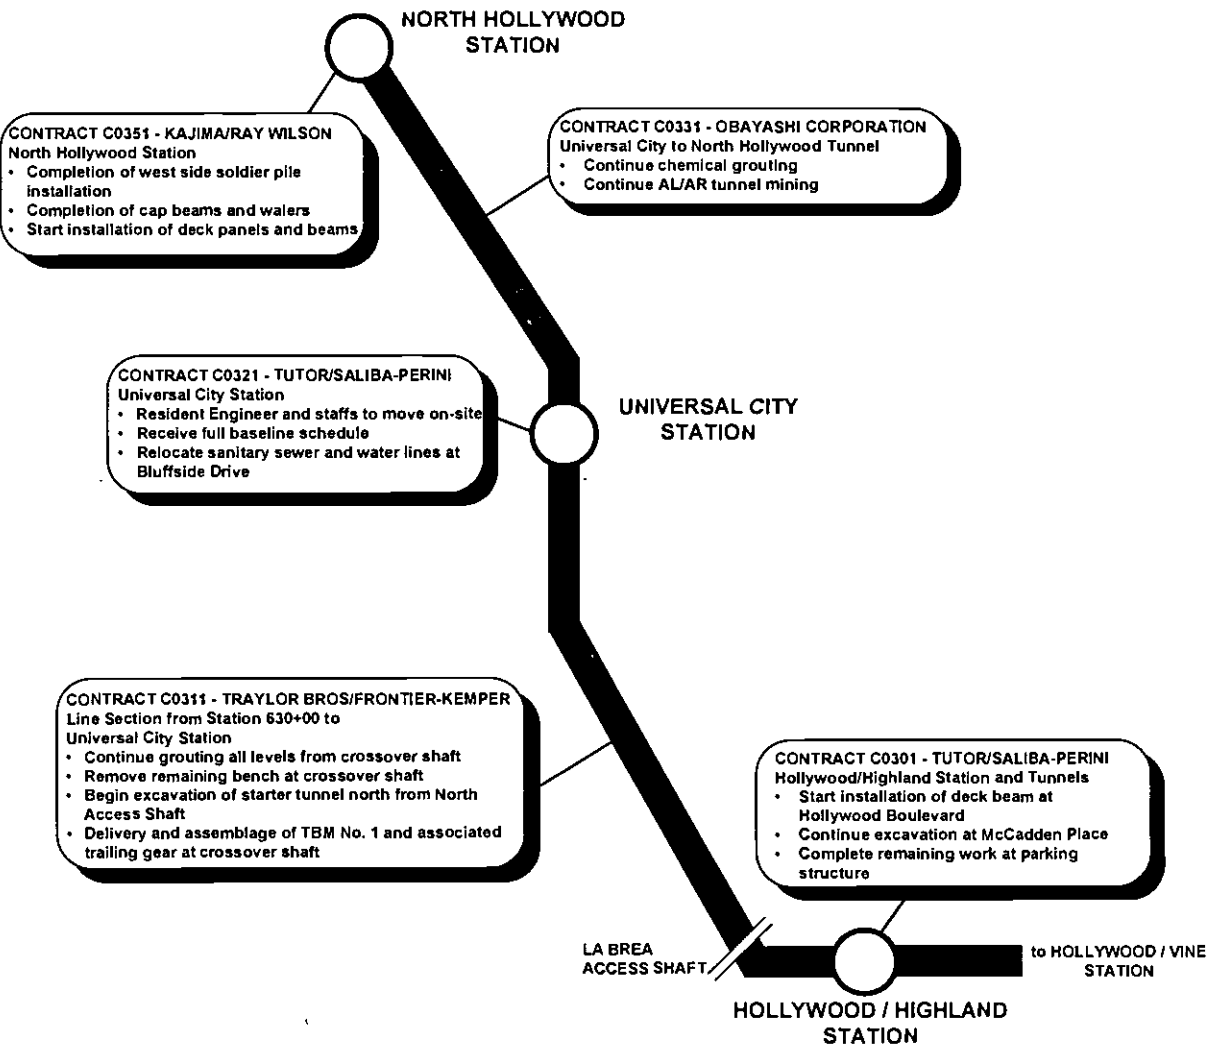 NORTH HOLLYWOOD
STATION
CONTRACT C0351 - KAJIMA/RAY WILSON
North Hollywood Station
• Completion of west side soldier pile
installation
• Completion of cap beams and walers
• Start installation of deck panels and beams
CONTRACT C0331 - OBAYASHI CORPORATION
Universal City to North Hollywood Tunnel
• Continue chemical grouting
• Continue AL/AR tunnel mining
CONTRACT C0321 - TUTOR/SALIBA-PERINI
Universal City Station
• Resident Engineer and staffs to move on-site
• Receive full baseline schedule
• Relocate sanitary sewer and water lines at
Bluffside Drive
UNIVERSAL CITY
STATION
CONTRACT C0311 - TRAYLOR BROS/FRONTIER-KEMPER
Line Section from Station 630+00 to
Universal City Station
• Continue grouting all levels from crossover shaft
• Remove remaining bench at crossover shaft
• Begin excavation of starter tunnel north from North
Access Shaft
• Delivery and assemblage of TBM No. 1 and associated
trailing gear at crossover shaft
CONTRACT C0301 - TUTOR/SALIBA-PERINI
Hollywood/Highland Station and Tunnels
• Start installation of deck beam at
Hollywood Boulevard
• Continue excavation at McCadden Place
• Complete remaining work at parking
structure
LA BREA
ACCESS SHAFT
to HOLLYWOOD / VINE
STATION
HOLLYWOOD / HIGHLAND
STATION